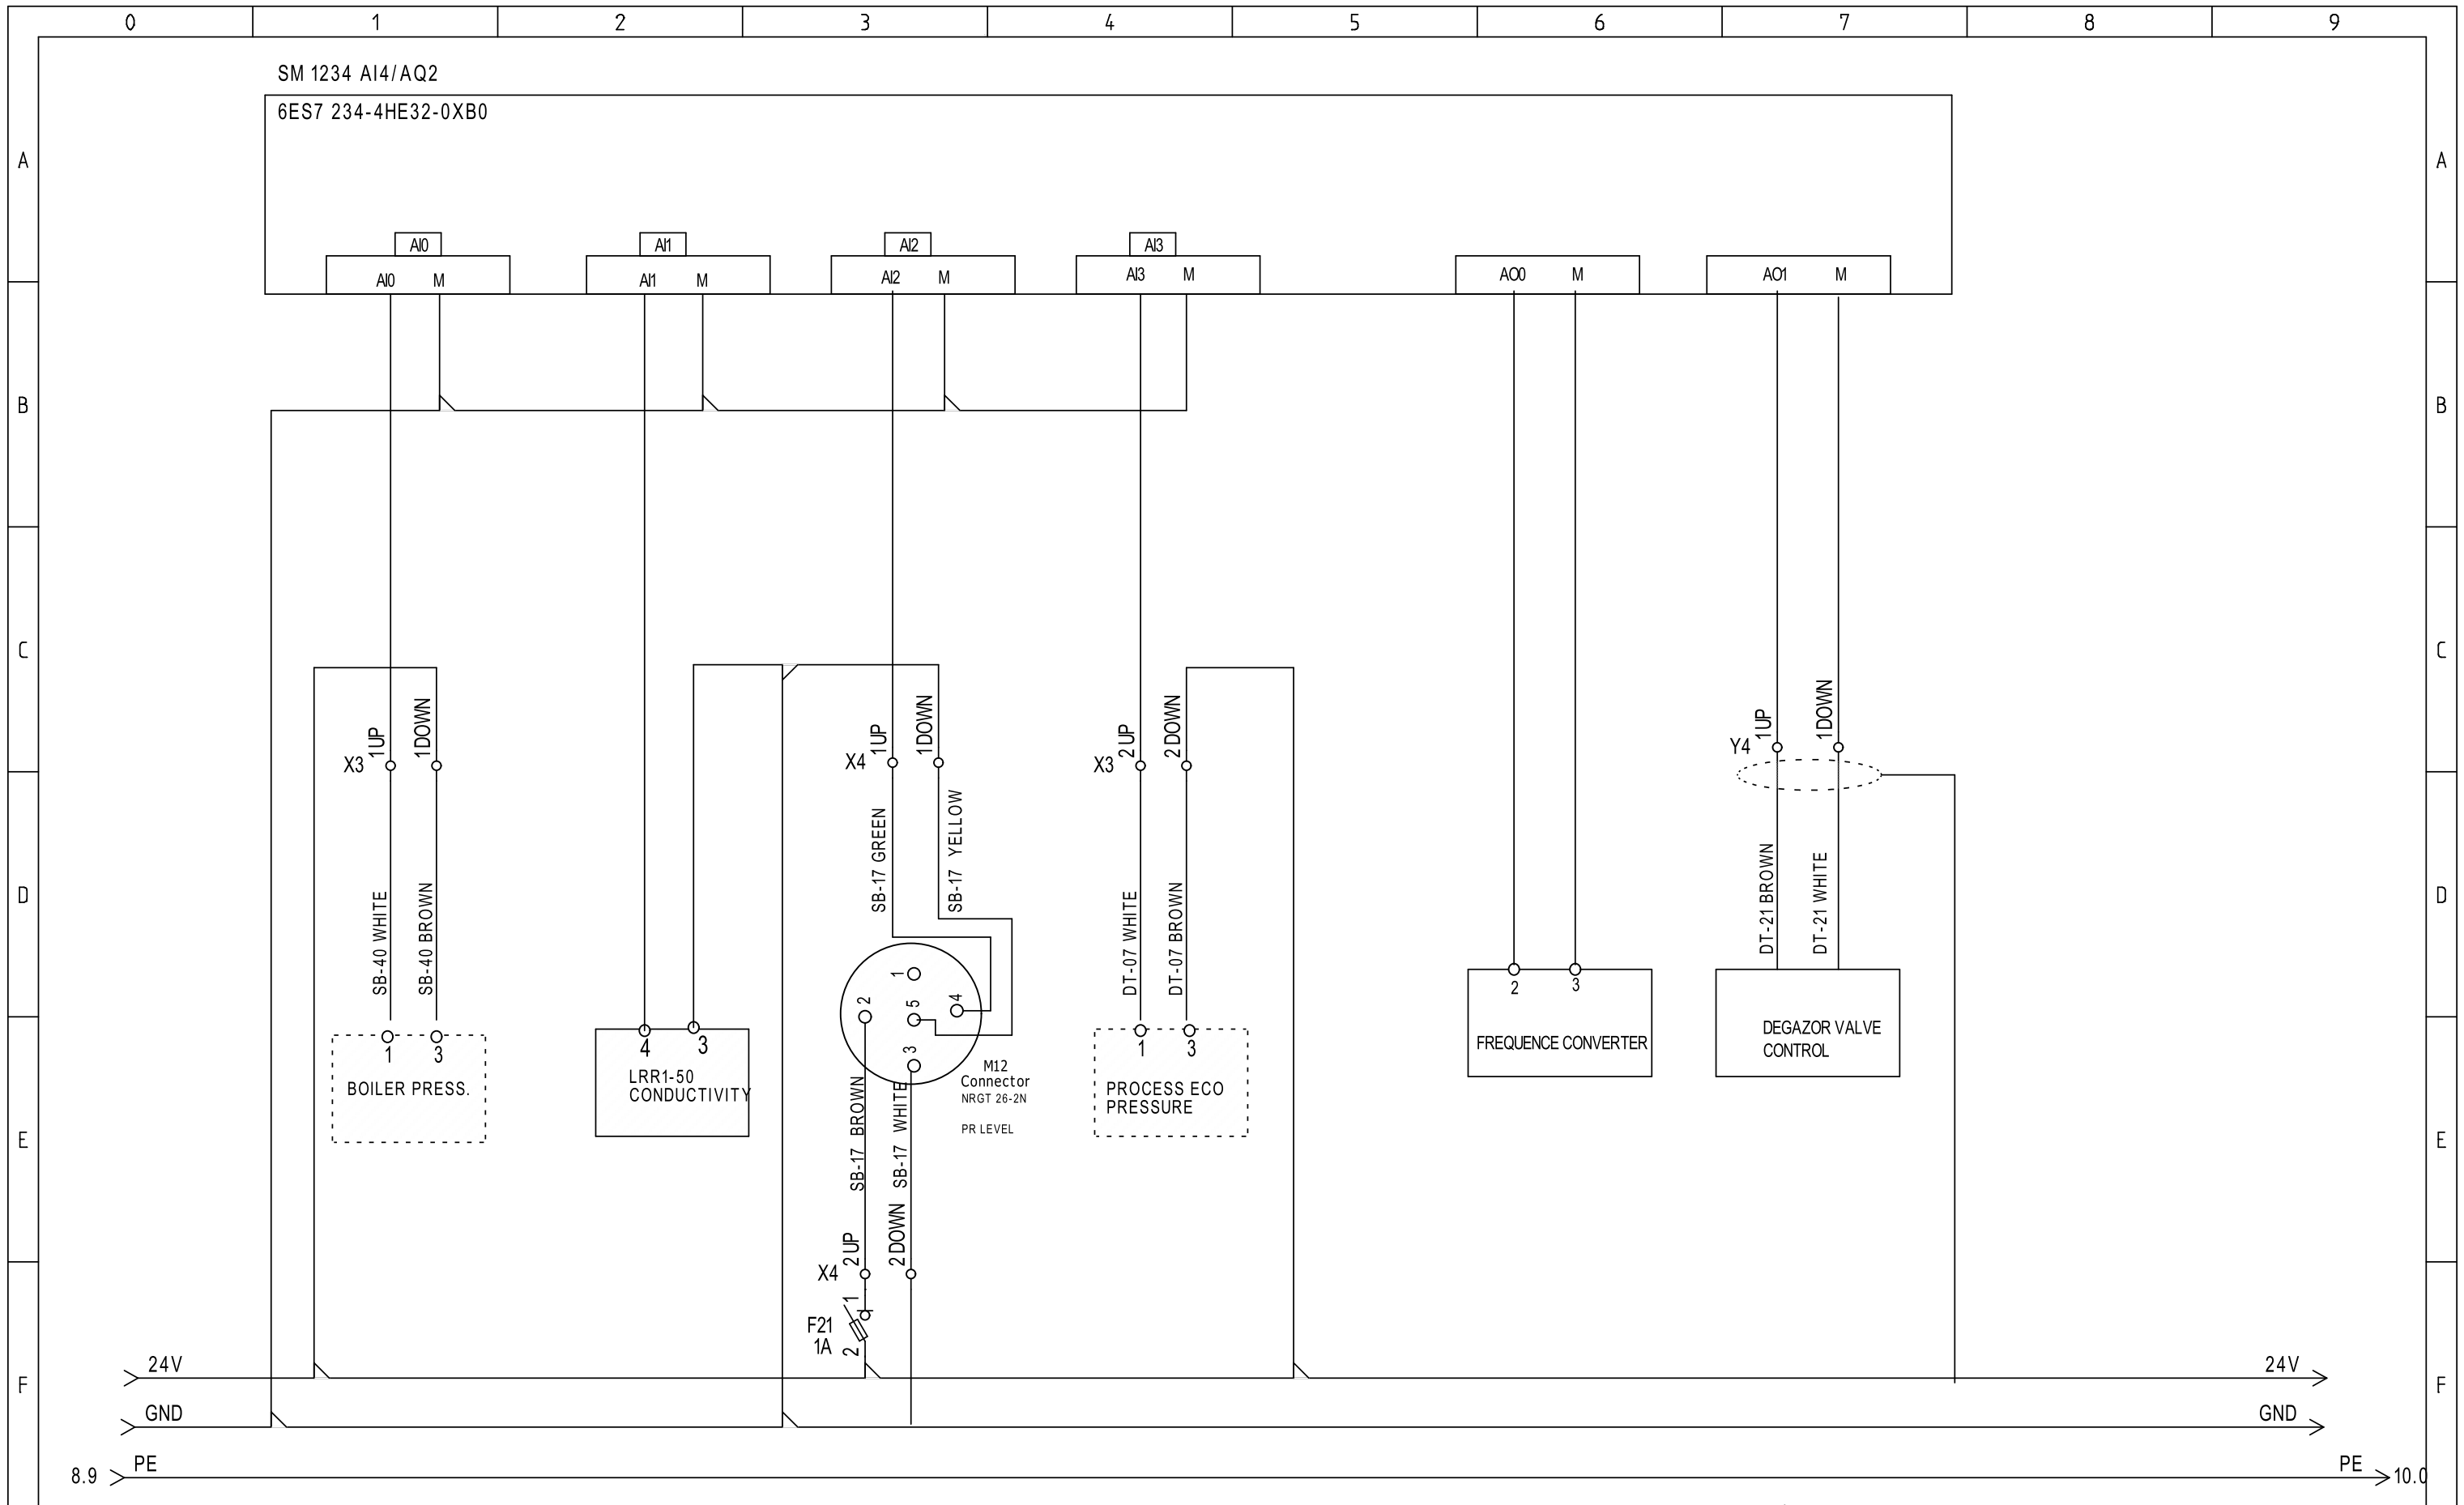 0 1 2 3 4 5 6 7 8 9
SM 1234 AI4/AQ2
6ES7 234-4HE32-0XB0
A A
AI0 AI1 AI2 AI3
AI0 M AI1 M AI2 M AI3 M AO0 M AO1 M
B B
C C
X3 1UP 1DOWN
X4 1UP 1DOWN
X3 2UP 2DOWN
Y4 1UP 1DOWN
D D
SB-40 WHITE
SB-40 BROWN
SB-17 GREEN
SB-17 YELLOW
DT-07 WHITE
DT-07 BROWN
DT-21 BROWN
DT-21 WHITE
1 3
BOILER PRESS.
4 3
LRR1-50
CONDUCTIVITY
1
2 5 4
3
M12
Connector
NRGT 26-2N
PR LEVEL
1 3
PROCESS ECO
PRESSURE
2 3
FREQUENCE CONVERTER
DEGAZOR VALVE
CONTROL
E E
SB-17 BROWN
SB-17 WHITE
X4 2UP 2DOWN
1
F21
1A
2
F F
24V 24V
GND GND
8.9 PE PE 10.0